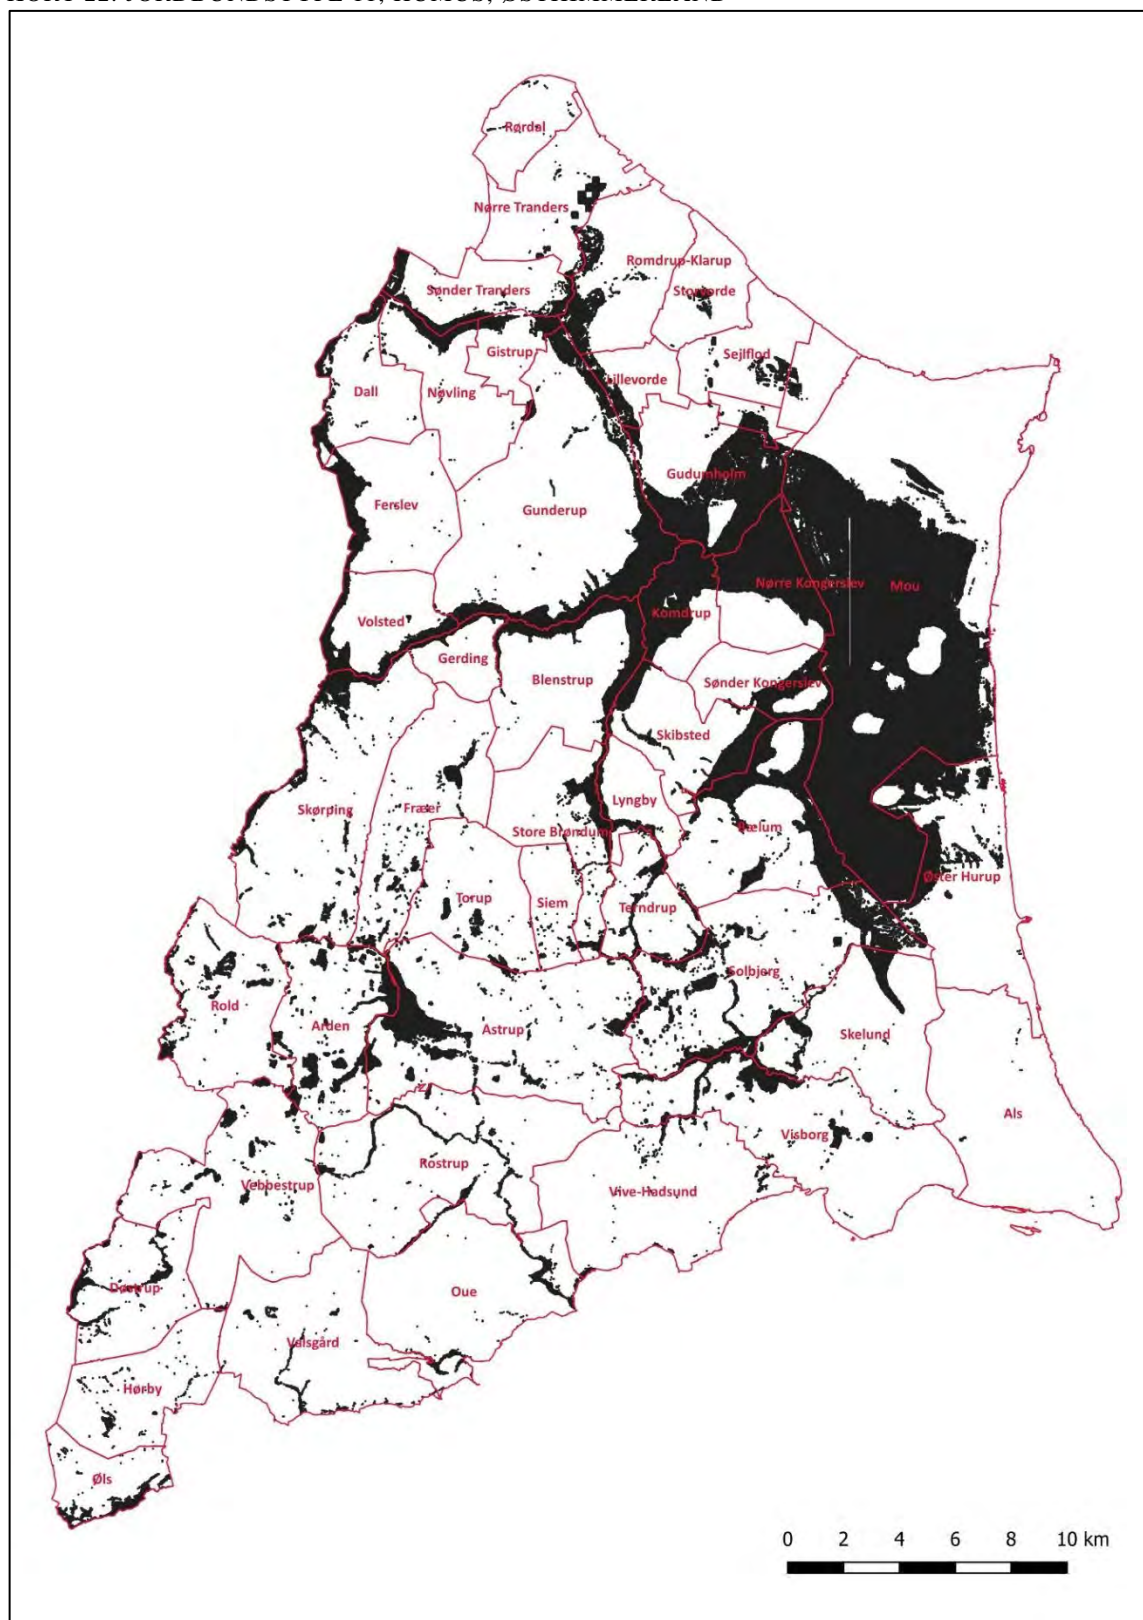 Rørdal
Nørre Tranders
Romdrup-Klarup
Sønder Tranders
Storvorde
Gistrup
Sejlflod
Lillevorde
Dall
Nøvling
Gudumholm
Ferslev
Gunderup
Nørre Kongerslev
Mou
Komdrup
Volsted
Gerding
Blenstrup
Sønder Kongerslev
Skibsted
Skørping
Fræer
Lyngby
Store Brøndum
Bælum
Øster Hurup
Torup
Siem
Terndrup
Solbjerg
Rold
Arden
Astrup
Skelund
Als
Visborg
Rostrup
Vebbestrup
Vive-Hadsund
Døstrup
Oue
Valsgård
Hørby
Øls
0 2 4 6 8 10 km